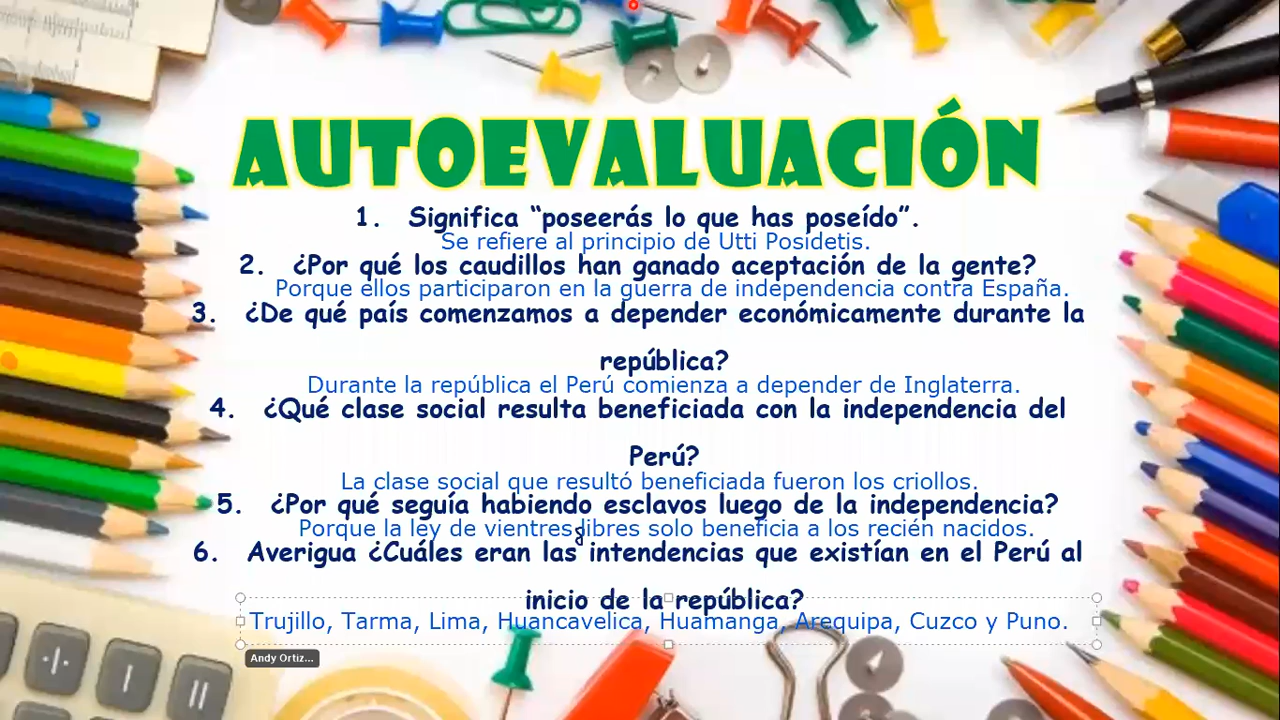 AUTOEVALUACIÓN
1. Significa “poseerás lo que has poseído”.
Se refiere al principio de Utti Posidetis.
2. ¿Por qué los caudillos han ganado aceptación de la gente?
Porque ellos participaron en la guerra de independencia contra España.
3. ¿De qué país comenzamos a depender económicamente durante la
república?
Durante la república el Perú comienza a depender de Inglaterra.
4. ¿Qué clase social resulta beneficiada con la independencia del
Perú?
La clase social que resultó beneficiada fueron los criollos.
5. ¿Por qué seguía habiendo esclavos luego de la independencia?
Porque la ley de vientres libres solo beneficia a los recién nacidos.
6. Averigua ¿Cuáles eran las intendencias que existían en el Perú al
inicio de la república?
Trujillo, Tarma, Lima, Huancavelica, Huamanga, Arequipa, Cuzco y Puno.
Andy Ortiz...